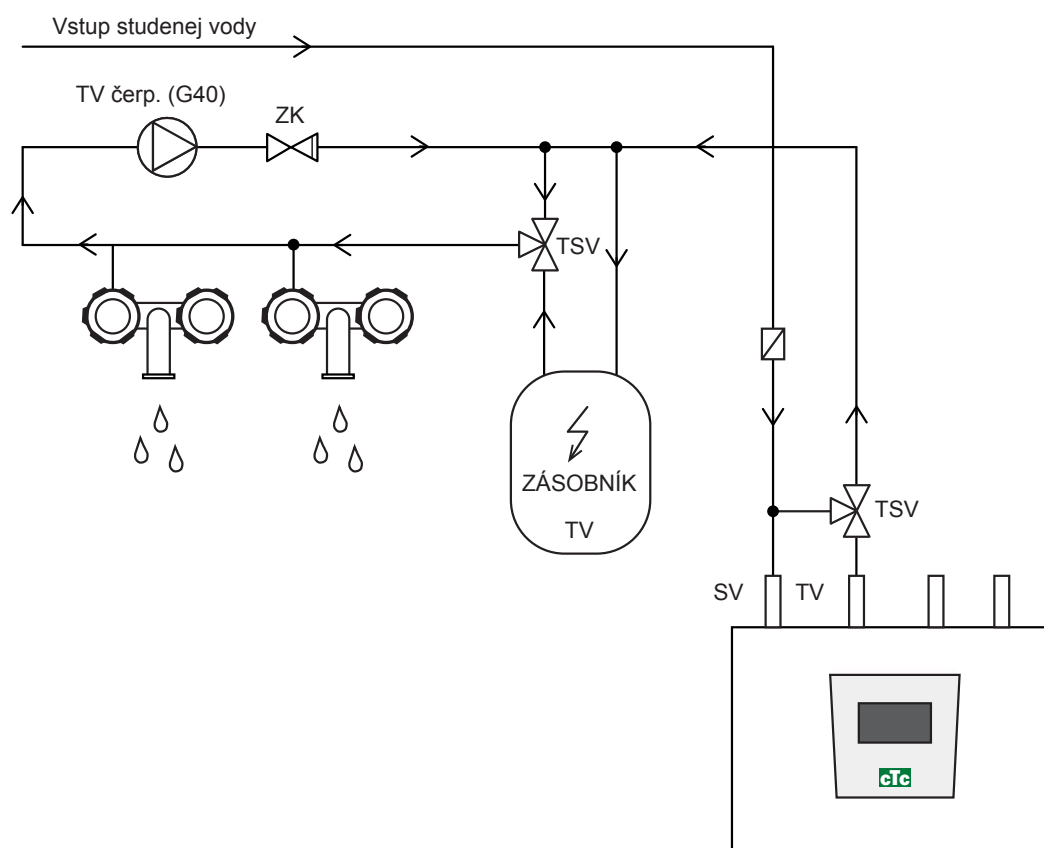 Vstup studenej vody
TV čerp. (G40)
ZK
TSV
ZÁSOBNÍK
TV
TSV
SV
TV
cTc